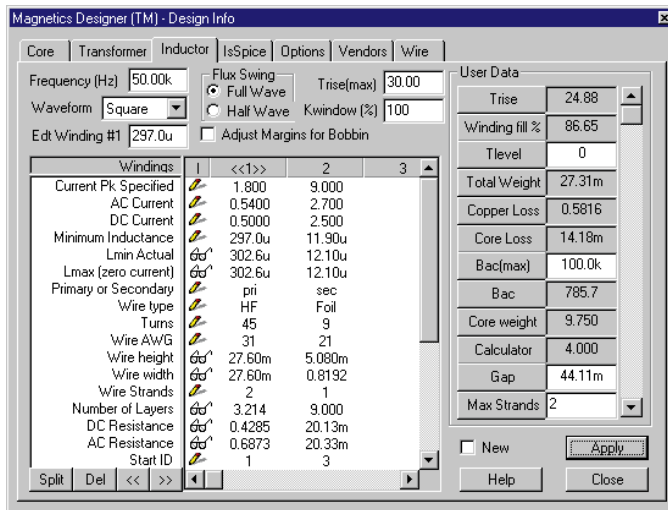 Magnetics Designer (TM) - Design Info
Core Transformer Inductor IsSpice Options Vendors Wire
Frequency (Hz) 50.00k
Waveform Square
Edt Winding #1 297.0u
Flux Swing
Full Wave
Half Wave
Trise(max) 30.00
Kwindow (%) 100
Adjust Margins for Bobbin
Windings I <<1>> 2 3
Current Pk Specified 1.800 9.000
AC Current 0.5400 2.700
DC Current 0.5000 2.500
Minimum Inductance 297.0u 11.90u
Lmin Actual 302.6u 12.10u
Lmax (zero current) 302.6u 12.10u
Primary or Secondary pri sec
Wire type HF Foil
Turns 45 9
Wire AWG 31 21
Wire height 27.60m 5.080m
Wire width 27.60m 0.8192
Wire Strands 2 1
Number of Layers 3.214 9.000
DC Resistance 0.4285 20.13m
AC Resistance 0.6873 20.33m
Start ID 1 3
Split Del << >>
User Data
Trise 24.88
Winding fill % 86.65
Tlevel 0
Total Weight 27.31m
Copper Loss 0.5816
Core Loss 14.18m
Bac(max) 100.0k
Bac 785.7
Core weight 9.750
Calculator 4.000
Gap 44.11m
Max Strands 2
New Apply
Help Close